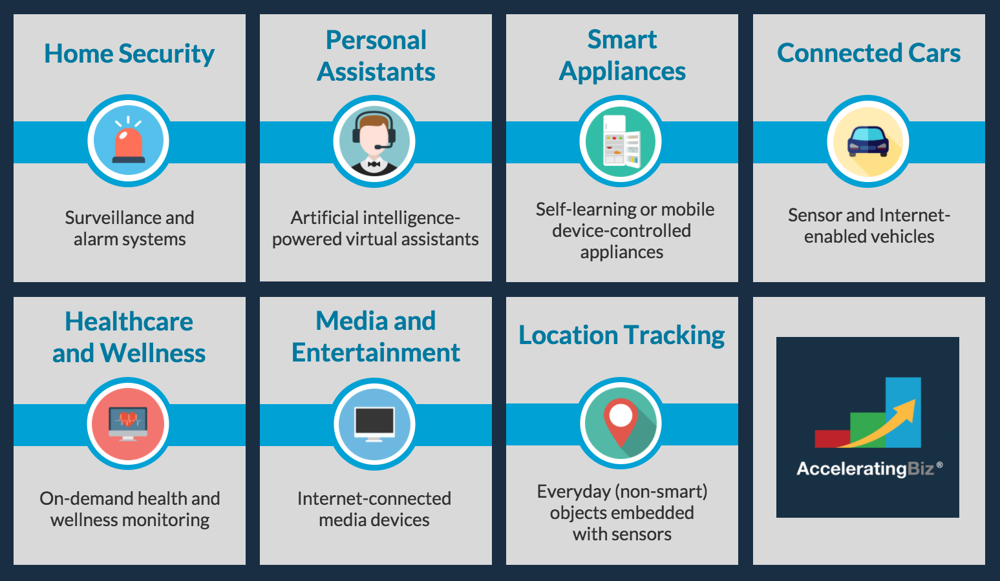 Home Security
Surveillance and
alarm systems
Personal
Assistants
Artificial intelligence-
powered virtual assistants
Smart
Appliances
Self-learning or mobile
device-controlled
appliances
Connected Cars
Sensor and Internet-
enabled vehicles
Healthcare
and Wellness
On-demand health and
wellness monitoring
Media and
Entertainment
Internet-connected
media devices
Location Tracking
Everyday (non-smart)
objects embedded
with sensors
AcceleratingBiz®